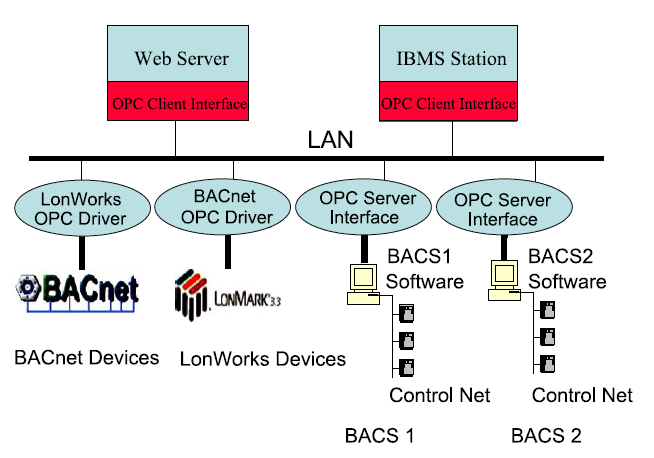 Web Server
IBMS Station
OPC Client Interface
OPC Client Interface
LAN
LonWorks
OPC Driver
BACnet
OPC Driver
OPC Server
Interface
OPC Server
Interface
BACnet
LONMARK 3.3
BACS1
Software
BACS2
Software
BACnet Devices
LonWorks Devices
Control Net
Control Net
BACS 1
BACS 2